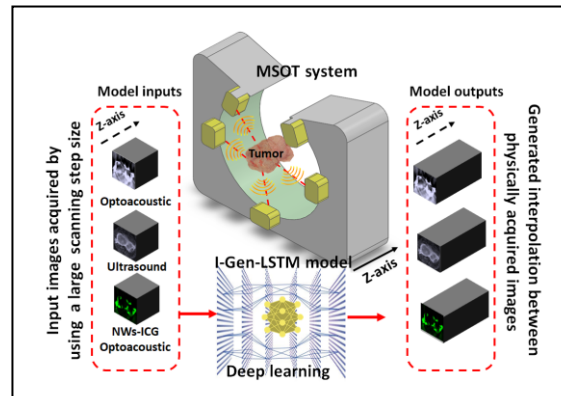 MSOT system
Model inputs
Z-axis
Optoacoustic
Ultrasound
NWs-ICG
Optoacoustic
Input images acquired by
using a large scanning step size
Tumor
Z-axis
I-Gen-LSTM model
Deep learning
Model outputs
Z-axis
Generated interpolation between
physically acquired images